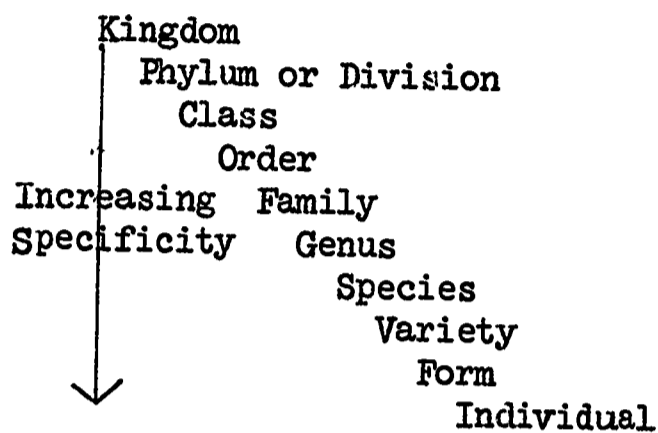 Kingdom
Phylum or Division
Class
Order
Increasing Family
Specificity Genus
Species
Variety
Form
Individual